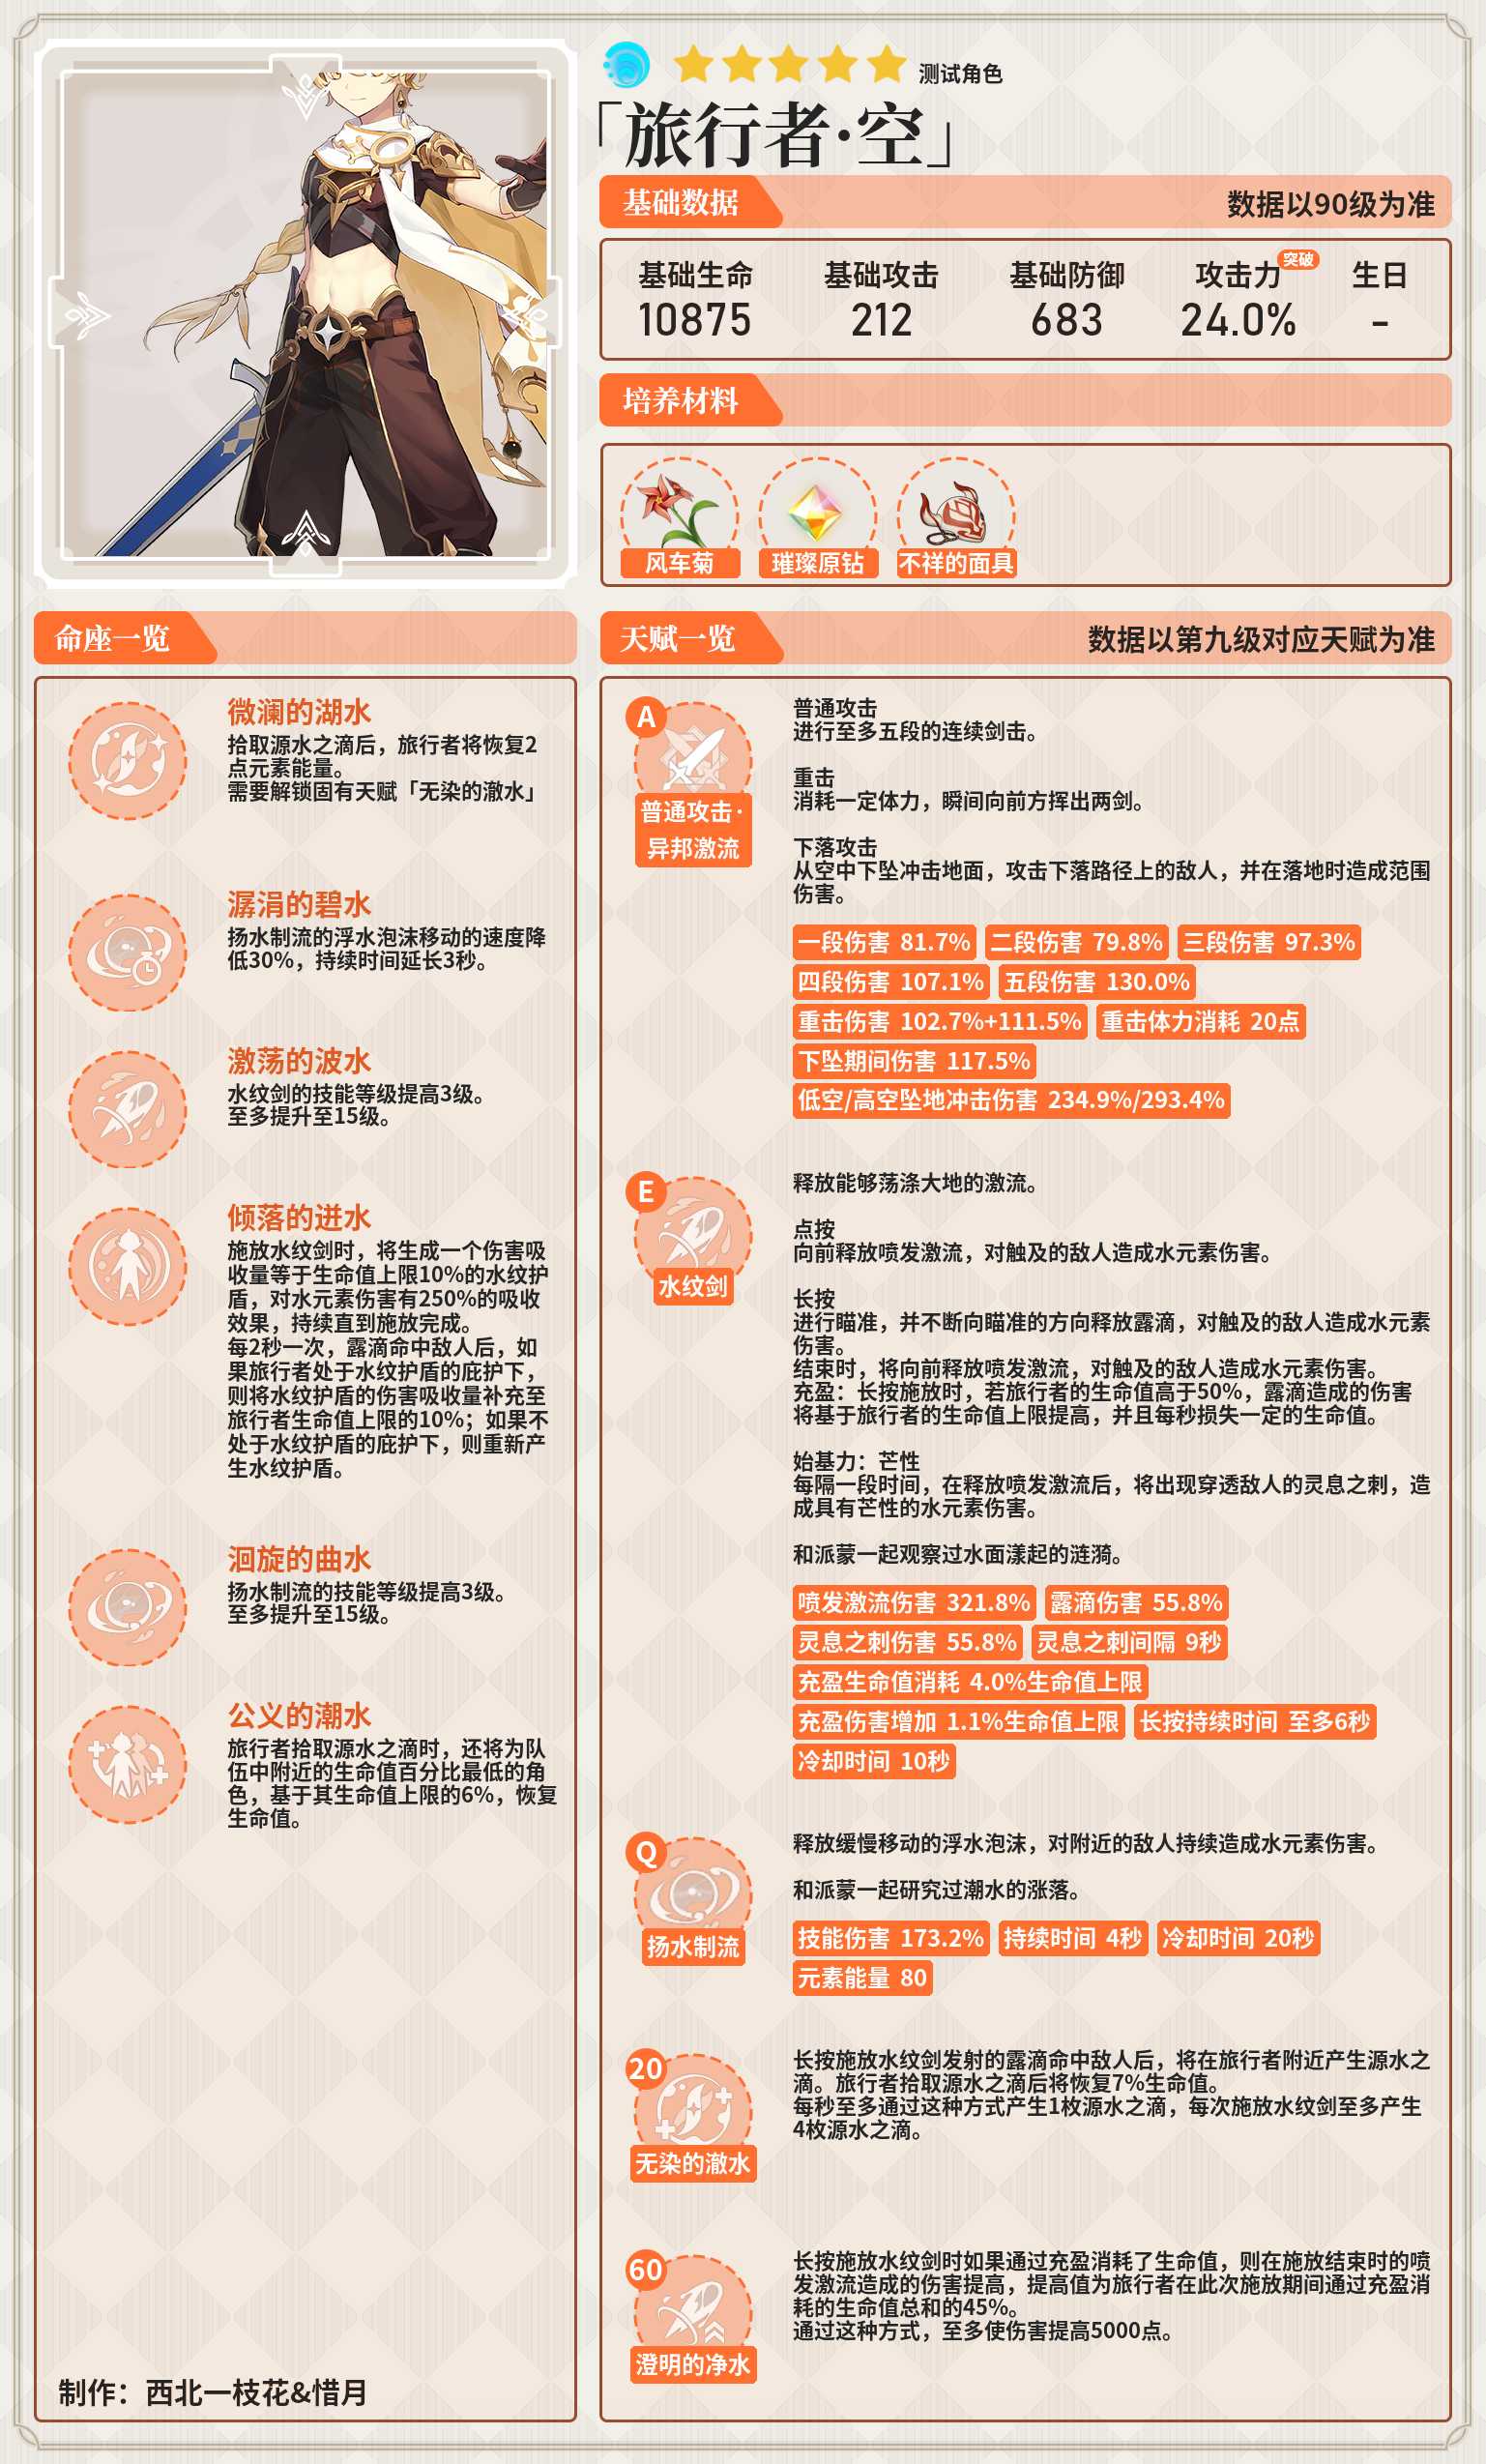 测试角色
「旅行者·空」
基础数据
数据以90级为准
基础生命 基础攻击 基础防御 攻击力 突破 生日
10875 212 683 24.0% -
培养材料
风车菊 璀璨原钻 不祥的面具
命座一览
微澜的湖水
拾取源水之滴后，旅行者将恢复2
点元素能量。
需要解锁固有天赋「无染的澈水」
潺涓的碧水
扬水制流的浮水泡沫移动的速度降
低30%，持续时间延长3秒。
激荡的波水
水纹剑的技能等级提高3级。
至多提升至15级。
倾落的迸水
施放水纹剑时，将生成一个伤害吸
收量等于生命值上限10%的水纹护
盾，对水元素伤害有250%的吸收
效果，持续直到施放完成。
每2秒一次，露滴命中敌人后，如
果旅行者处于水纹护盾的庇护下，
则将水纹护盾的伤害吸收量补充至
旅行者生命值上限的10%；如果不
处于水纹护盾的庇护下，则重新产
生水纹护盾。
洄旋的曲水
扬水制流的技能等级提高3级。
至多提升至15级。
公义的潮水
旅行者拾取源水之滴时，还将为队
伍中附近的生命值百分比最低的角
色，基于其生命值上限的6%，恢复
生命值。
制作：西北一枝花&惜月
天赋一览
数据以第九级对应天赋为准
A
普通攻击·
异邦激流
普通攻击
进行至多五段的连续剑击。
重击
消耗一定体力，瞬间向前方挥出两剑。
下落攻击
从空中下坠冲击地面，攻击下落路径上的敌人，并在落地时造成范围
伤害。
一段伤害 81.7% 二段伤害 79.8% 三段伤害 97.3%
四段伤害 107.1% 五段伤害 130.0%
重击伤害 102.7%+111.5% 重击体力消耗 20点
下坠期间伤害 117.5%
低空/高空坠地冲击伤害 234.9%/293.4%
E
水纹剑
释放能够荡涤大地的激流。
点按
向前释放喷发激流，对触及的敌人造成水元素伤害。
长按
进行瞄准，并不断向瞄准的方向释放露滴，对触及的敌人造成水元素
伤害。
结束时，将向前释放喷发激流，对触及的敌人造成水元素伤害。
充盈：长按施放时，若旅行者的生命值高于50%，露滴造成的伤害
将基于旅行者的生命值上限提高，并且每秒损失一定的生命值。
始基力：芒性
每隔一段时间，在释放喷发激流后，将出现穿透敌人的灵息之刺，造
成具有芒性的水元素伤害。
和派蒙一起观察过水面漾起的涟漪。
喷发激流伤害 321.8% 露滴伤害 55.8%
灵息之刺伤害 55.8% 灵息之刺间隔 9秒
充盈生命值消耗 4.0%生命值上限
充盈伤害增加 1.1%生命值上限 长按持续时间 至多6秒
冷却时间 10秒
Q
扬水制流
释放缓慢移动的浮水泡沫，对附近的敌人持续造成水元素伤害。
和派蒙一起研究过潮水的涨落。
技能伤害 173.2% 持续时间 4秒 冷却时间 20秒
元素能量 80
20
无染的澈水
长按施放水纹剑发射的露滴命中敌人后，将在旅行者附近产生源水之
滴。旅行者拾取源水之滴后将恢复7%生命值。
每秒至多通过这种方式产生1枚源水之滴，每次施放水纹剑至多产生
4枚源水之滴。
60
澄明的净水
长按施放水纹剑时如果通过充盈消耗了生命值，则在施放结束时的喷
发激流造成的伤害提高，提高值为旅行者在此次施放期间通过充盈消
耗的生命值总和的45%。
通过这种方式，至多使伤害提高5000点。